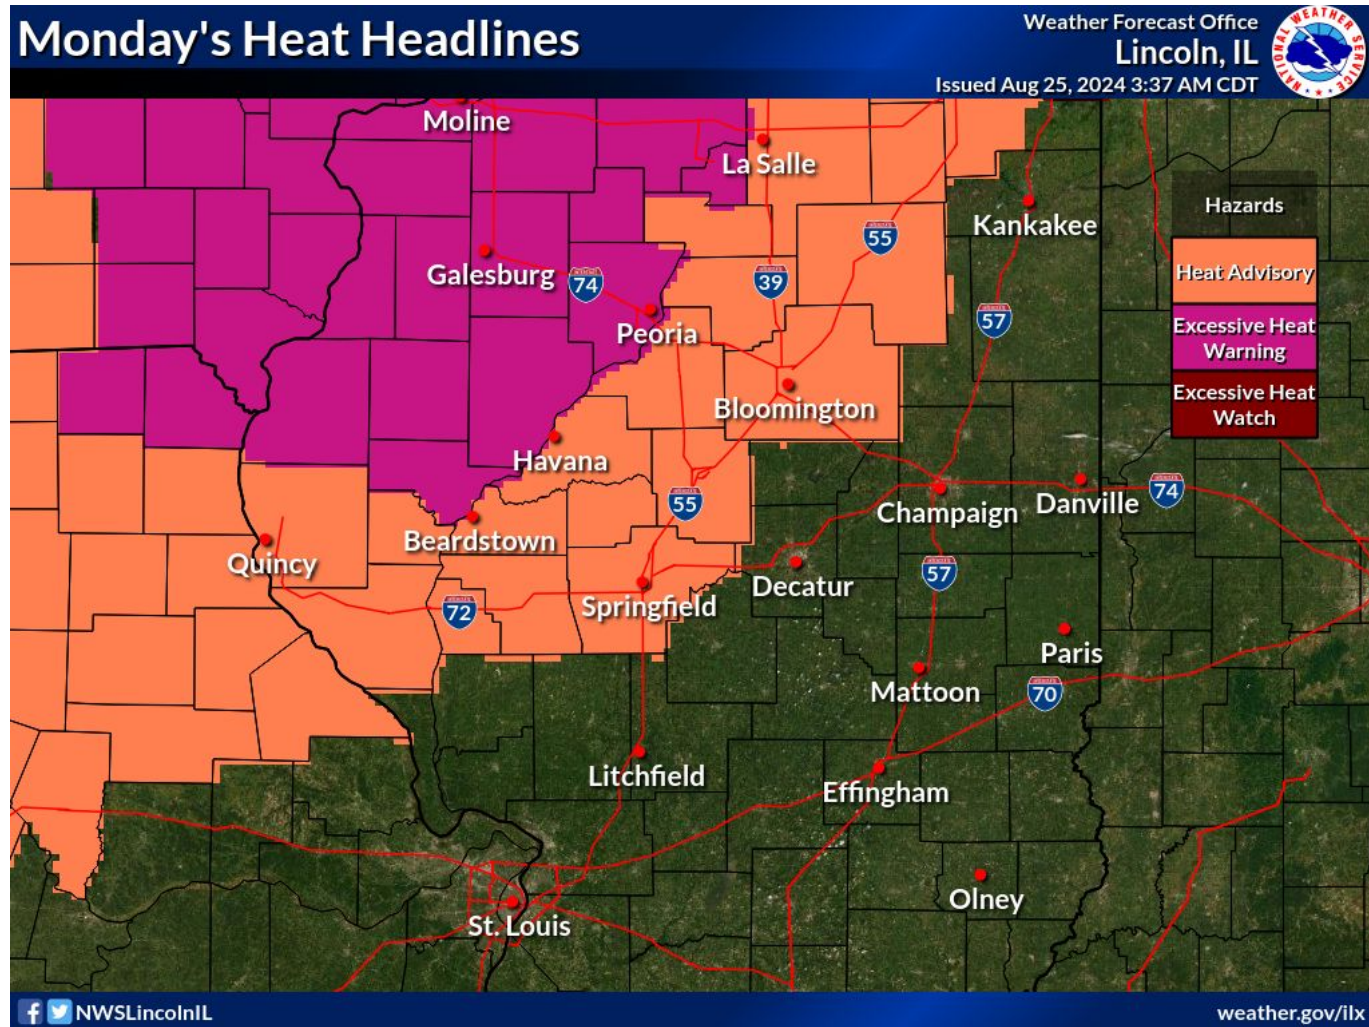 Monday's Heat Headlines
Weather Forecast Office
Lincoln, IL
Issued Aug 25, 2024 3:37 AM CDT
NATIONAL WEATHER SERVICE
Moline
La Salle
Kankakee
Hazards
Heat Advisory
Excessive Heat
Warning
Excessive Heat
Watch
55
Galesburg
74
39
57
Peoria
Bloomington
Havana
55
Champaign
Danville
74
Beardstown
Quincy
Springfield
Decatur
57
72
Paris
Mattoon
70
Litchfield
Effingham
Olney
St. Louis
NWSLincolnIL
weather.gov/ilx